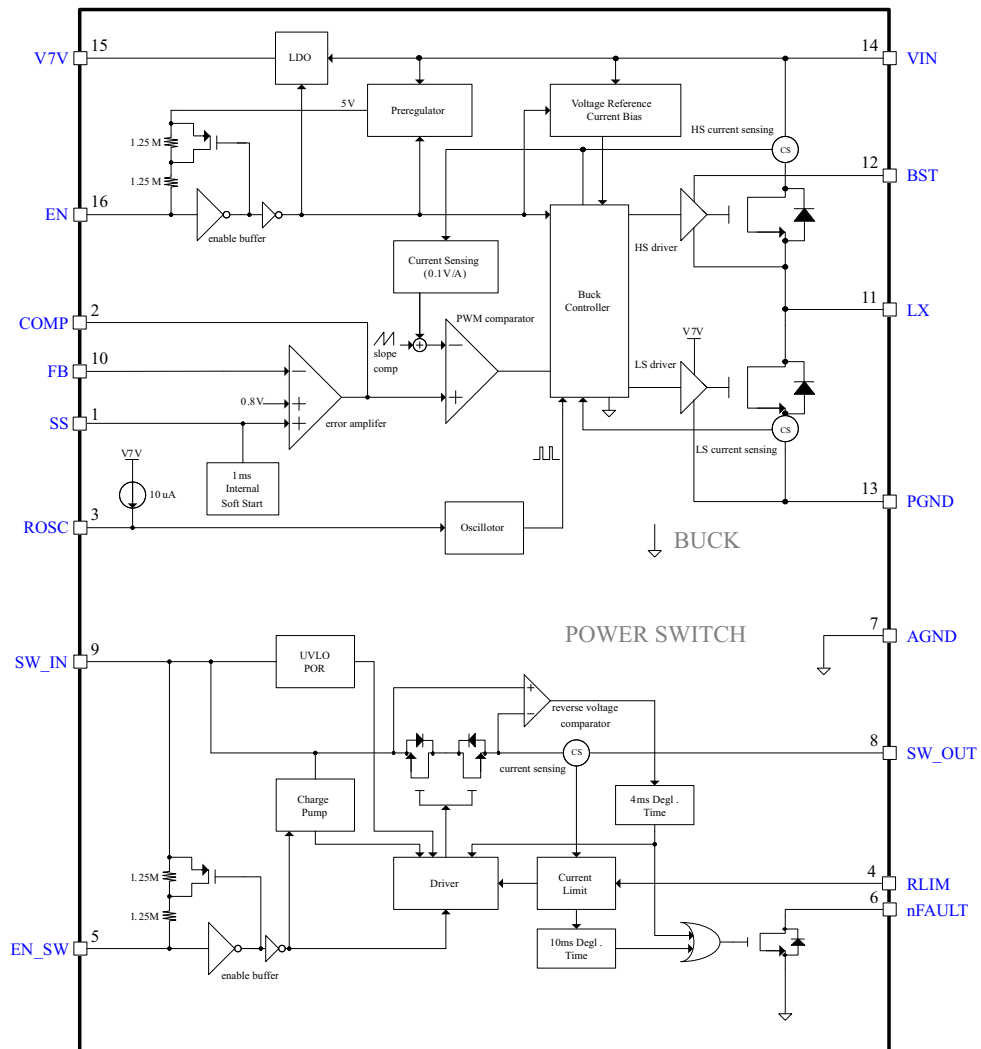 15
V7V
LDO
14
VIN
5V
Preregulator
Voltage Reference
Current Bias
HS current sensing
CS
1.25 M
1.25 M
12
BST
16
EN
enable buffer
HS driver
Current Sensing
(0.1V/A)
Buck
Controller
11
LX
2
COMP
PWM comparator
slope
comp
+
−
+
V7V
LS driver
10
FB
−
0.8V
+
+
error amplifer
1
SS
CS
LS current sensing
V7V
10 uA
1 ms
Internal
Soft Start
13
PGND
3
ROSC
Oscillotor
BUCK
7
AGND
POWER SWITCH
9
SW_IN
UVLO
POR
+
−
reverse voltage
comparator
current sensing
CS
8
SW_OUT
Charge
Pump
4ms Degl .
Time
1.25M
1.25M
Driver
Current
Limit
4
RLIM
6
nFAULT
5
EN_SW
enable buffer
10ms Degl .
Time